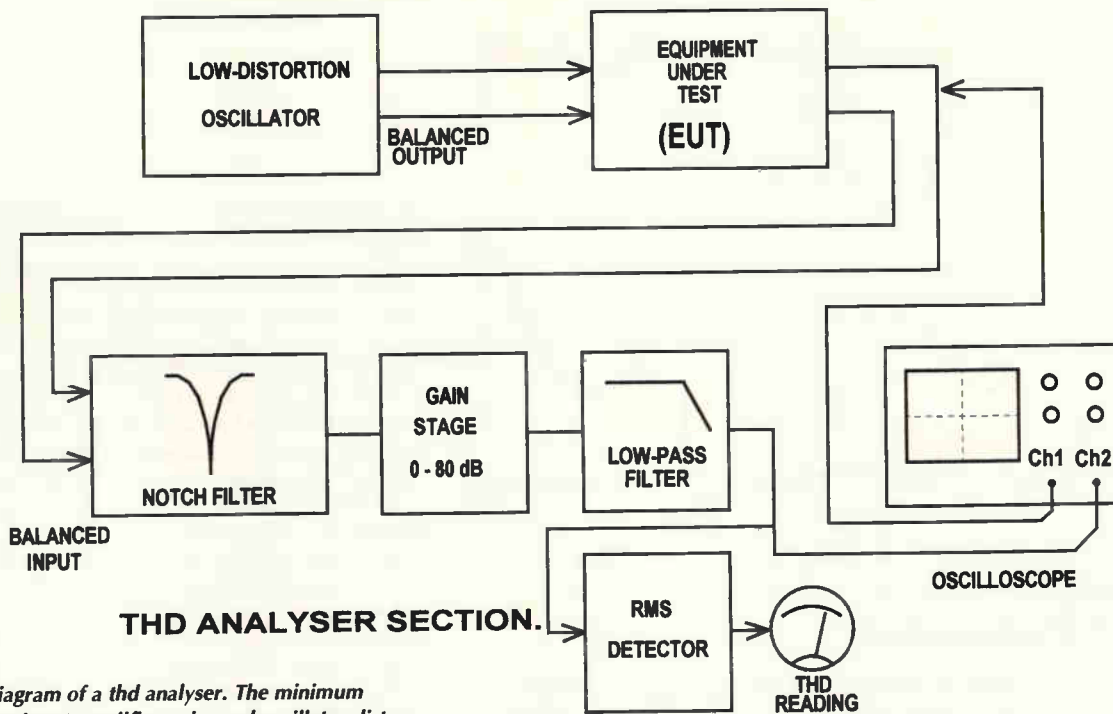 LOW-DISTORTION
OSCILLATOR
BALANCED
OUTPUT
EQUIPMENT
UNDER
TEST
(EUT)
NOTCH FILTER
BALANCED
INPUT
GAIN
STAGE
0 - 80 dB
LOW-PASS
FILTER
Ch1 Ch2
OSCILLOSCOPE
THD ANALYSER SECTION.
RMS
DETECTOR
THD
READING
diagram of a thd analyser. The minimum